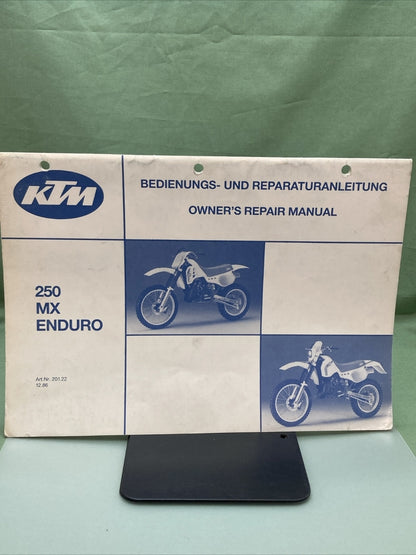 KTM
BEDIENUNGS- UND REPARATURANLEITUNG
OWNER'S REPAIR MANUAL
250
MX
ENDURO
Art.Nr. 201.22
12.86